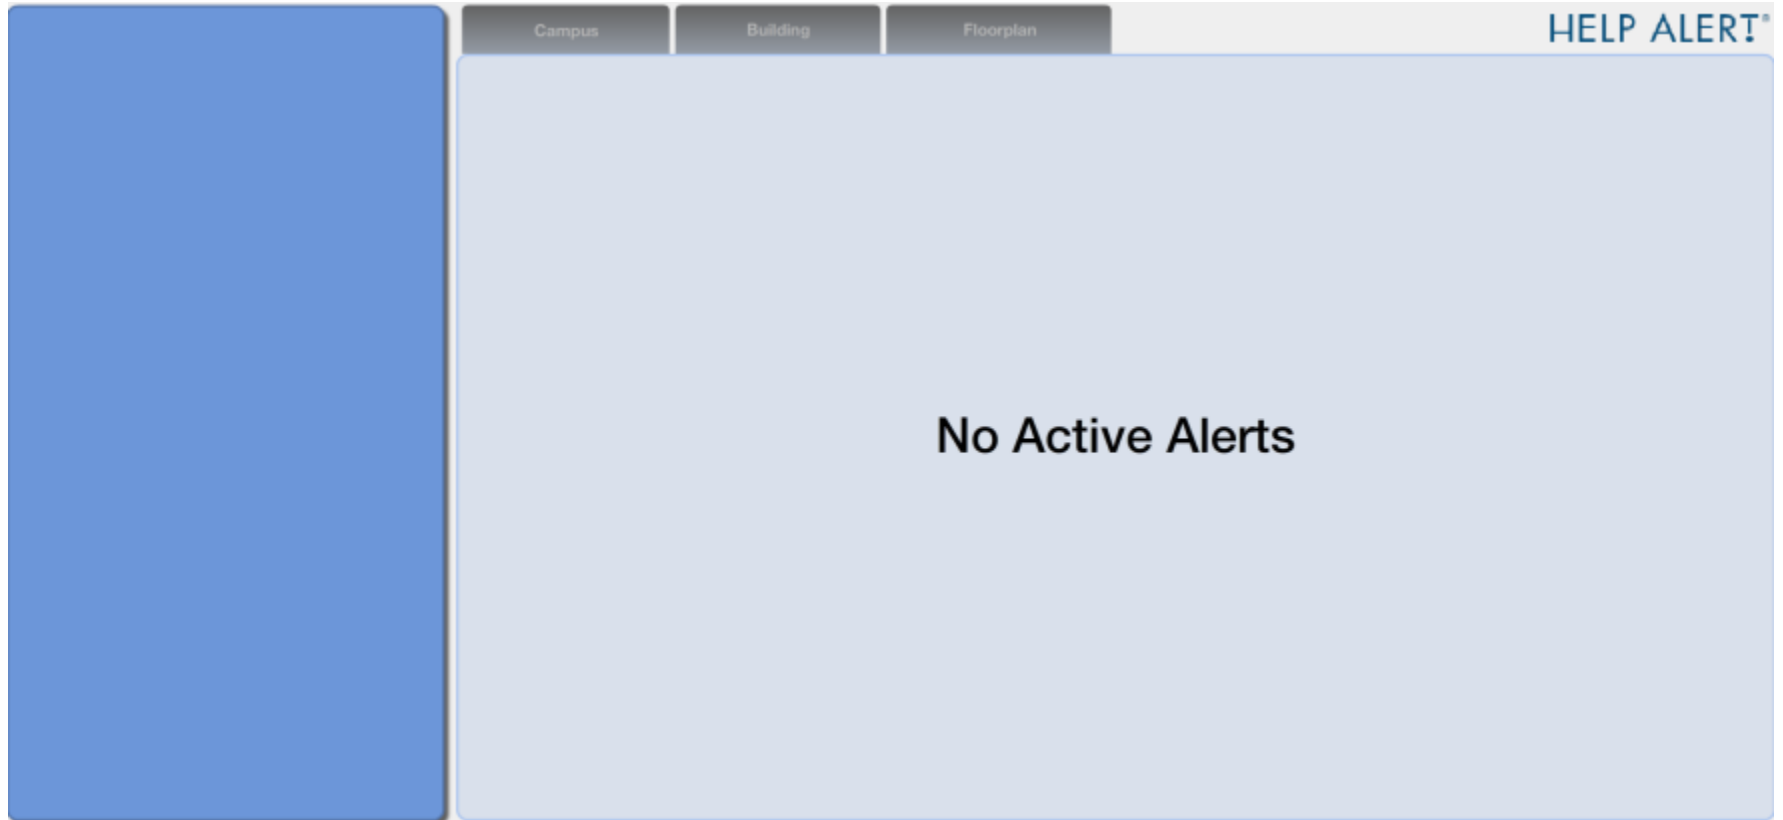 Campus
Building
Floorplan
HELP ALERT®
No Active Alerts